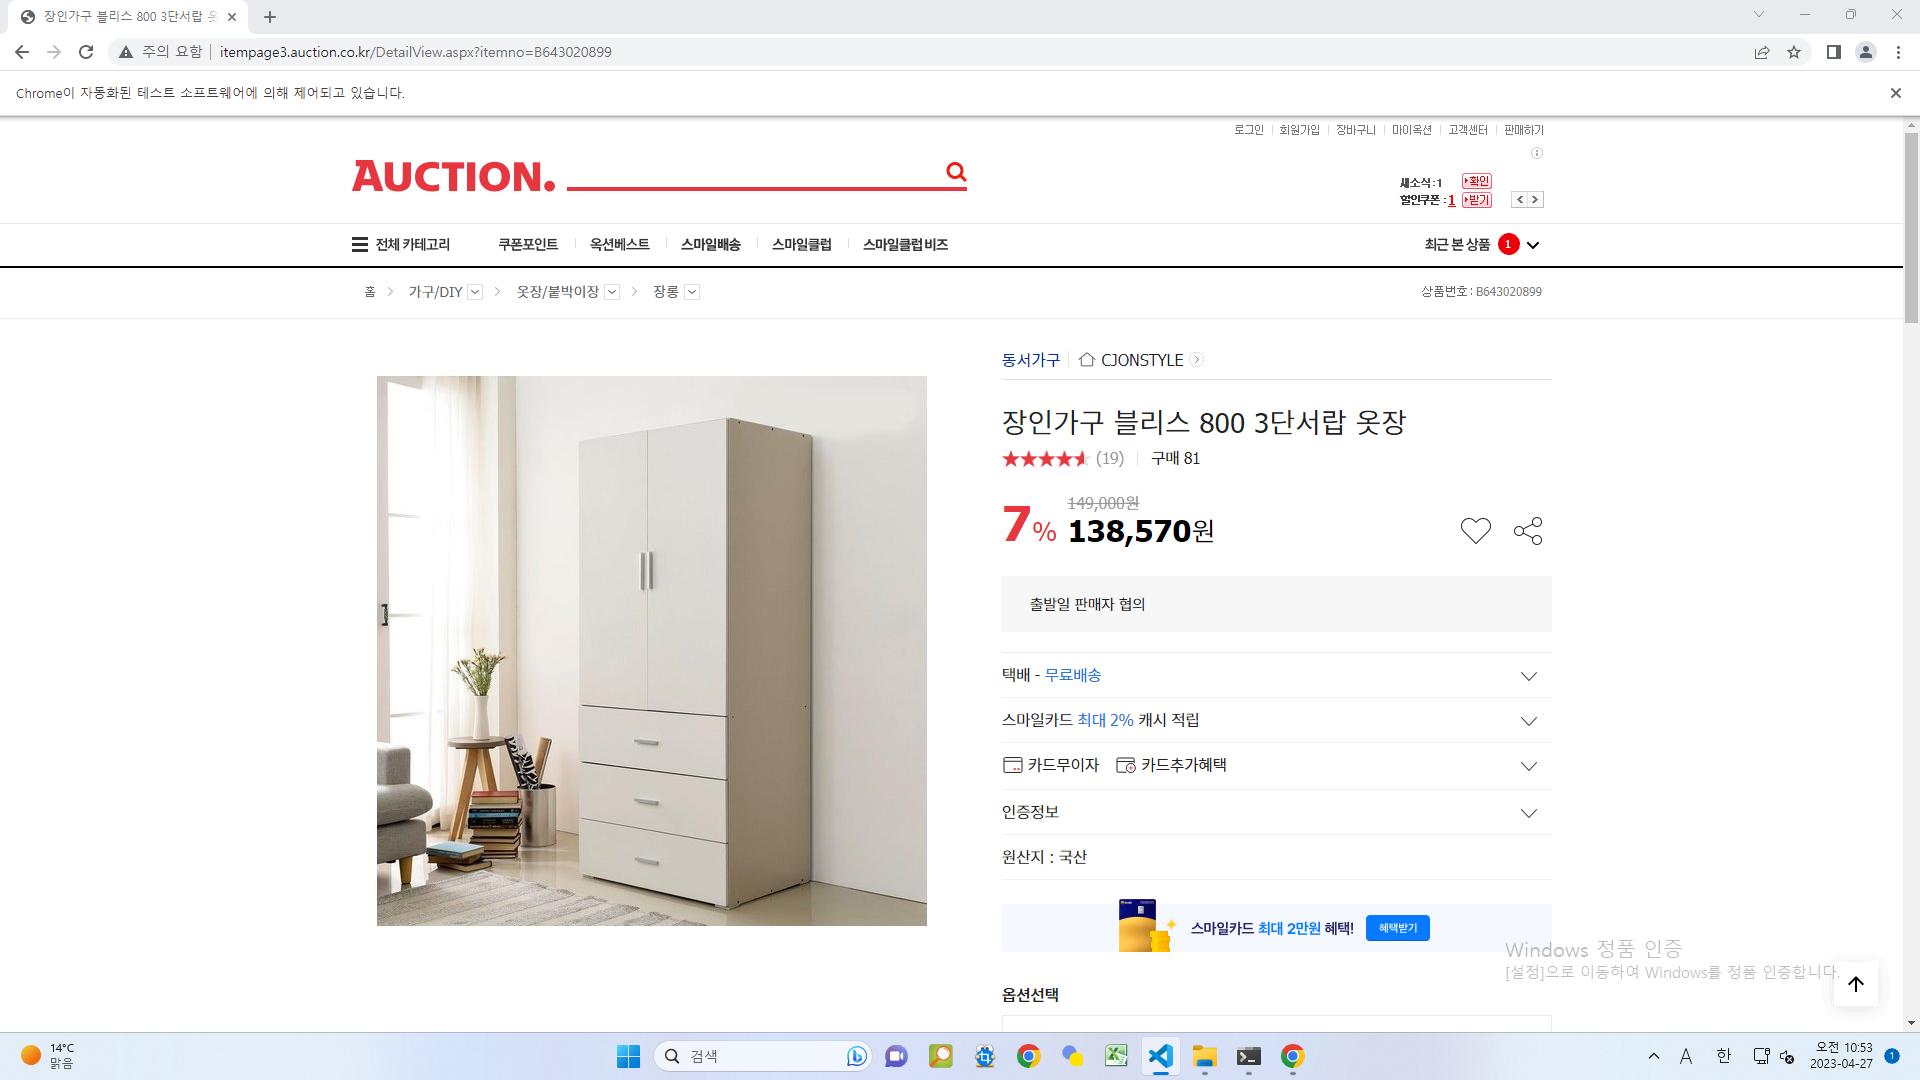 장인가구 블리스 800 3단서랍 옷
주의 요함
itempage3.auction.co.kr/DetailView.aspx?itemno=B643020899
Chrome이 자동화된 테스트 소프트웨어에 의해 제어되고 있습니다.
로그인 회원가입 장바구니 마이옥션 고객센터 판매하기
AUCTION.
새소식 : 1 확인
할인쿠폰 : 1 받기
전체 카테고리 쿠폰포인트 옥션베스트 스마일배송 스마일클럽 스마일클럽 비즈 최근 본 상품 1
홈 > 가구/DIY > 옷장/붙박이장 > 장롱 상품번호 : B643020899
동서가구 CJONSTYLE
장인가구 블리스 800 3단서랍 옷장
(19) 구매 81
149,000원
7% 138,570원
출발일 판매자 협의
택배 - 무료배송
스마일카드 최대 2% 캐시 적립
카드무이자 카드추가혜택
인증정보
원산지 : 국산
스마일카드 최대 2만원 혜택! 혜택받기
Windows 정품 인증
[설정]으로 이동하여 Windows를 정품 인증합니다.
옵션선택
14°C
맑음
검색
A 한
오전 10:53
2023-04-27
1